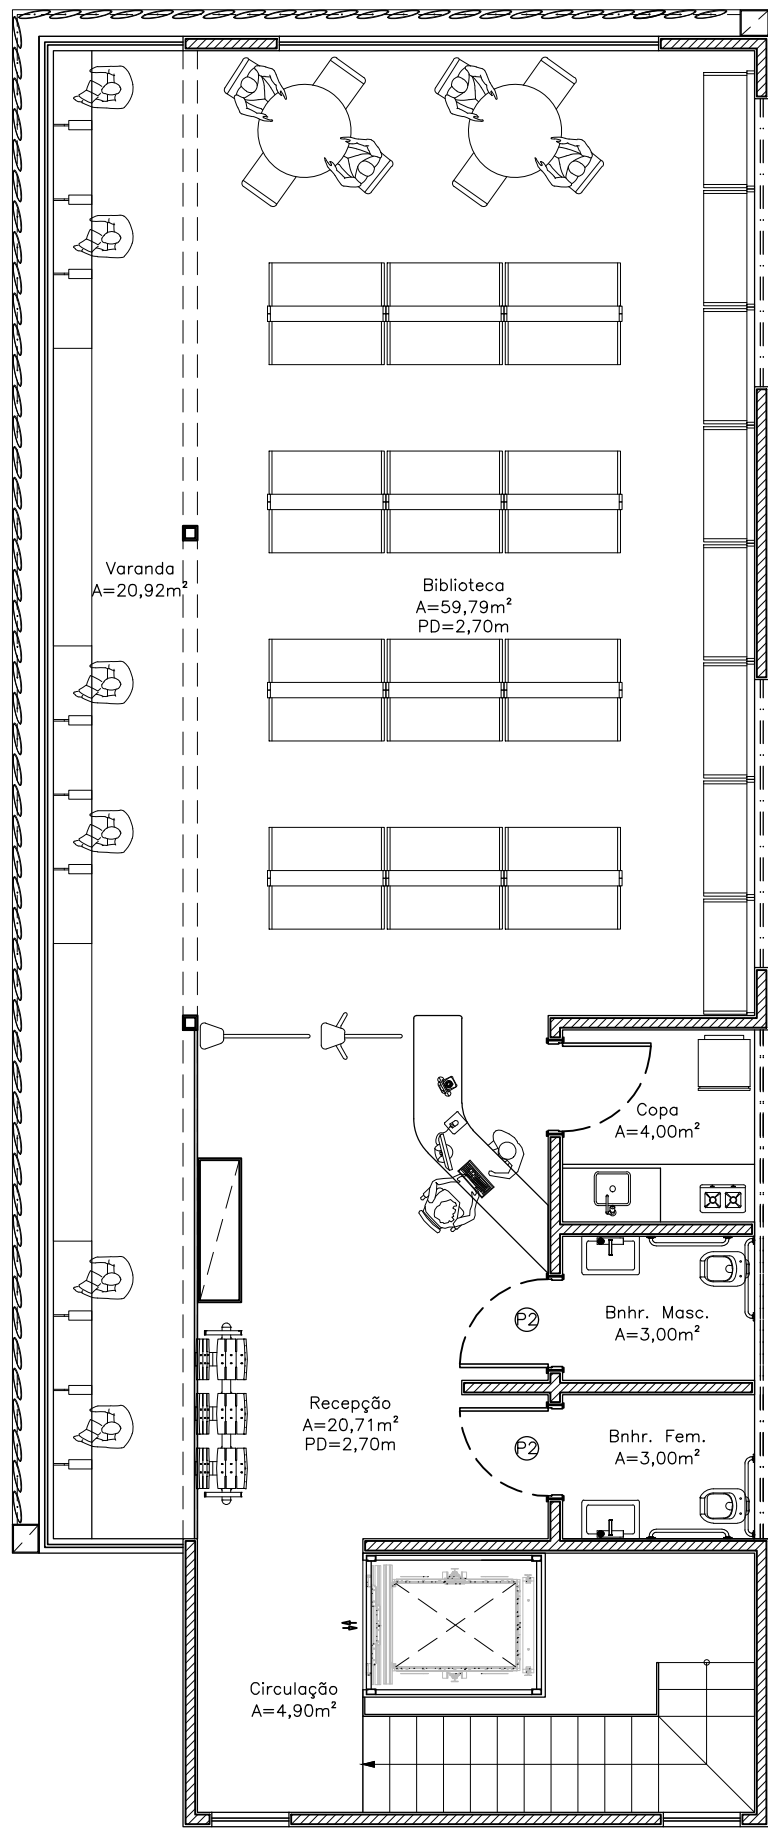 Varanda
A=20,92m²
Biblioteca
A=59,79m²
PD=2,70m
Copa
A=4,00m²
P2
Bnhr. Masc.
A=3,00m²
Recepção
A=20,71m²
PD=2,70m
P2
Bnhr. Fem.
A=3,00m²
Circulação
A=4,90m²